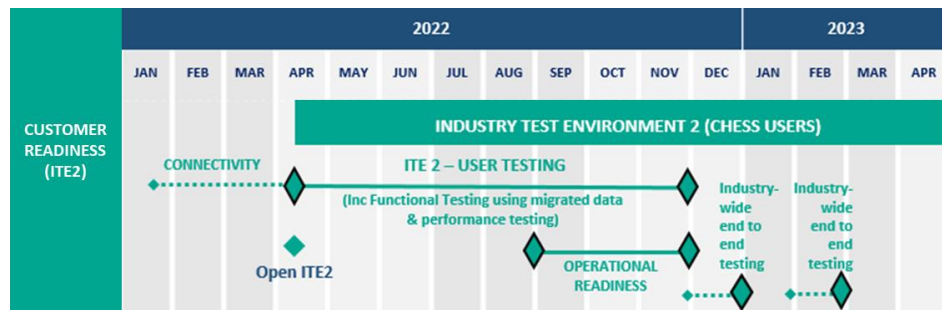 2022
2023
JAN FEB MAR APR MAY JUN JUL AUG SEP OCT NOV DEC JAN FEB MAR APR
CUSTOMER
READINESS
(ITE2)
INDUSTRY TEST ENVIRONMENT 2 (CHESS USERS)
CONNECTIVITY
ITE 2 – USER TESTING
(Inc Functional Testing using migrated data
& performance testing)
Open ITE2
OPERATIONAL
READINESS
Industry-
wide
end to
end
testing
Industry-
wide
end to
end
testing